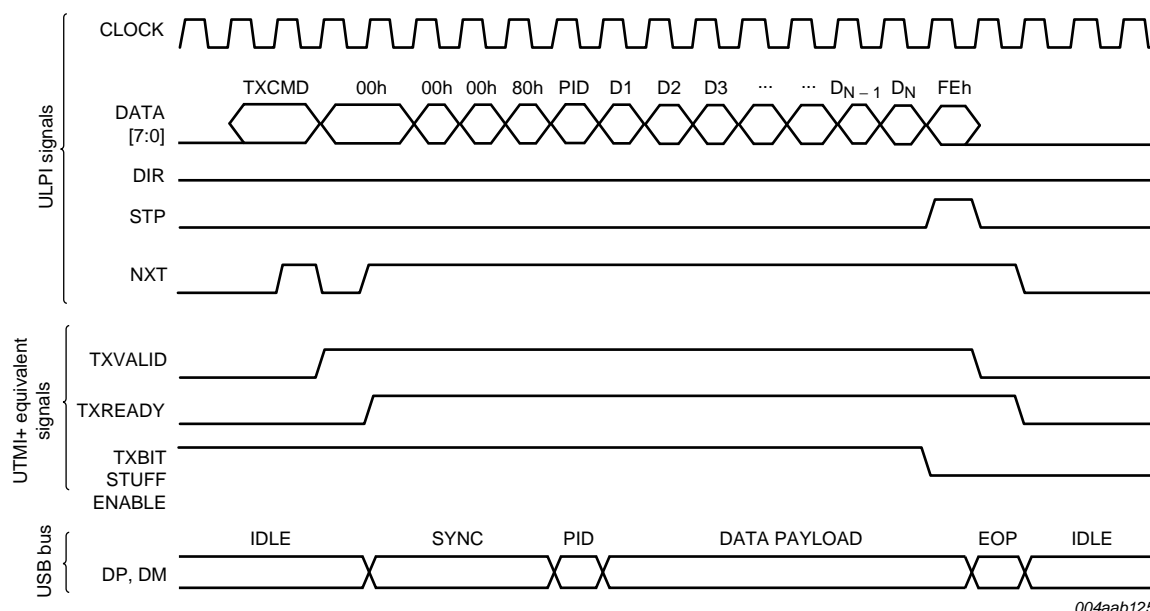 ULPI signals
CLOCK
TXCMD 00h 00h 00h 80h PID D1 D2 D3 ... ... DN − 1 DN FEh
DATA
[7:0]
DIR
STP
NXT
UTMI+ equivalent
signals
TXVALID
TXREADY
TXBIT
STUFF
ENABLE
USB bus
IDLE SYNC PID DATA PAYLOAD EOP IDLE
DP, DM
004aab125